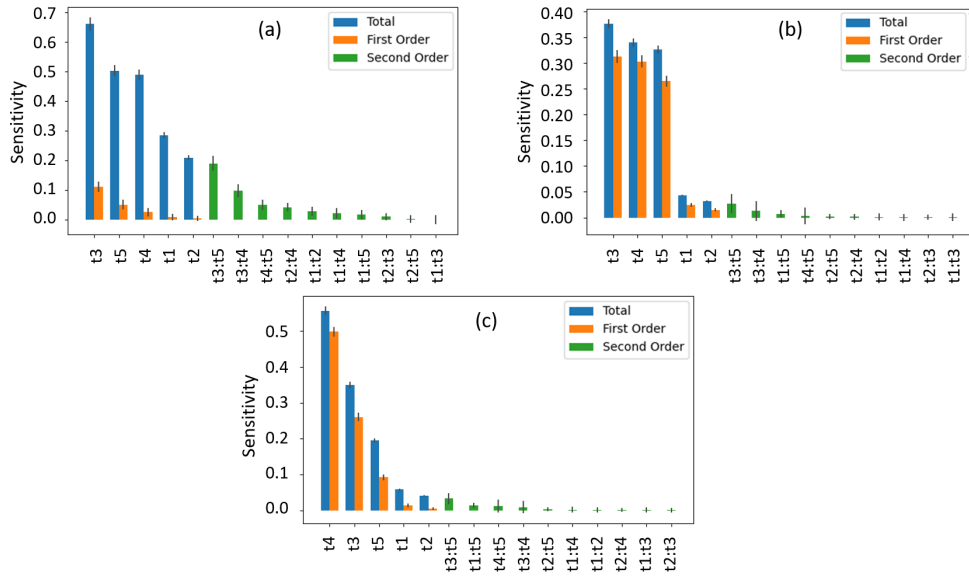 (a)
Total
First Order
Second Order
Sensitivity
0.7
0.6
0.5
0.4
0.3
0.2
0.1
0.0
t3
t5
t4
t1
t2
t3:t5
t3:t4
t4:t5
t2:t4
t1:t2
t1:t4
t1:t5
t2:t3
t2:t5
t1:t3
(b)
Total
First Order
Second Order
Sensitivity
0.40
0.35
0.30
0.25
0.20
0.15
0.10
0.05
0.00
t3
t4
t5
t1
t2
t3:t5
t3:t4
t1:t5
t4:t5
t2:t5
t2:t4
t1:t2
t1:t4
t2:t3
t1:t3
(c)
Total
First Order
Second Order
Sensitivity
0.5
0.4
0.3
0.2
0.1
0.0
t4
t3
t5
t1
t2
t3:t5
t1:t5
t4:t5
t3:t4
t2:t5
t1:t4
t1:t2
t2:t4
t1:t3
t2:t3